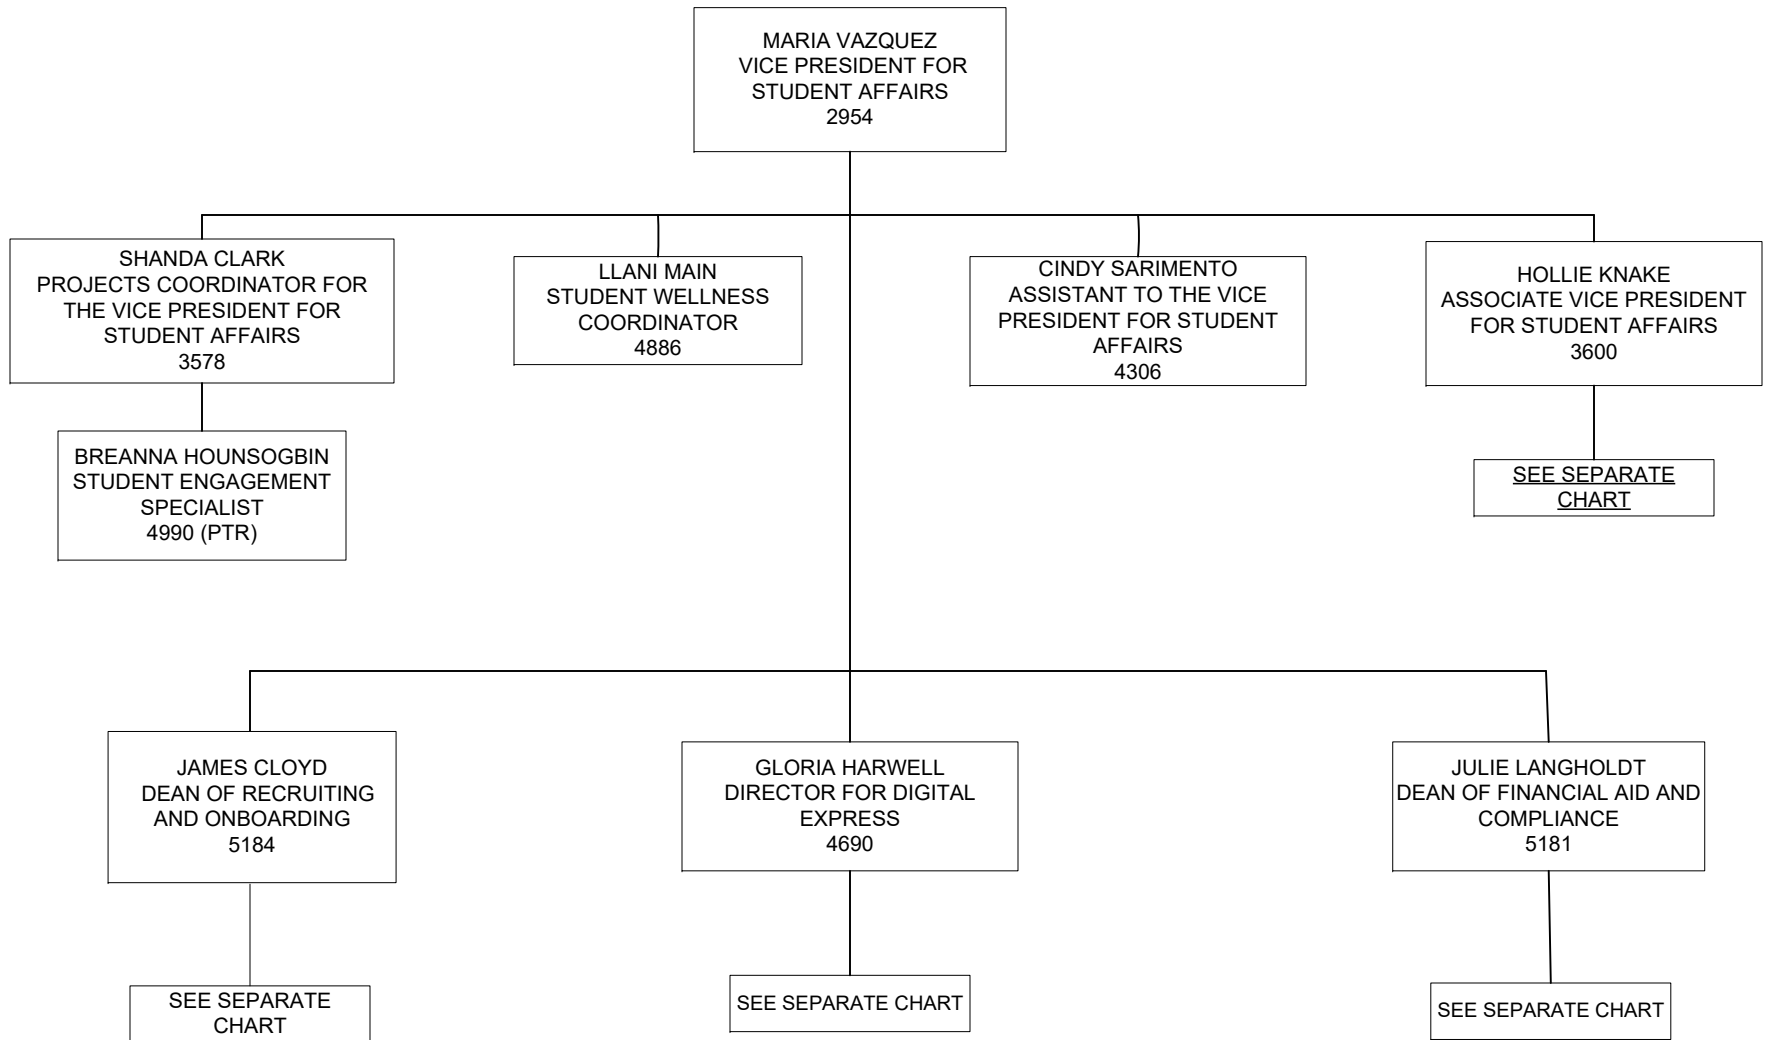 MARIA VAZQUEZ
VICE PRESIDENT FOR
STUDENT AFFAIRS
2954
SHANDA CLARK
PROJECTS COORDINATOR FOR
THE VICE PRESIDENT FOR
STUDENT AFFAIRS
3578
LLANI MAIN
STUDENT WELLNESS
COORDINATOR
4886
CINDY SARIMENTO
ASSISTANT TO THE VICE
PRESIDENT FOR STUDENT
AFFAIRS
4306
HOLLIE KNAKE
ASSOCIATE VICE PRESIDENT
FOR STUDENT AFFAIRS
3600
BREANNA HOUNSOGBIN
STUDENT ENGAGEMENT
SPECIALIST
4990 (PTR)
SEE SEPARATE
CHART
JAMES CLOYD
DEAN OF RECRUITING
AND ONBOARDING
5184
GLORIA HARWELL
DIRECTOR FOR DIGITAL
EXPRESS
4690
JULIE LANGHOLDT
DEAN OF FINANCIAL AID AND
COMPLIANCE
5181
SEE SEPARATE
CHART
SEE SEPARATE CHART
SEE SEPARATE CHART